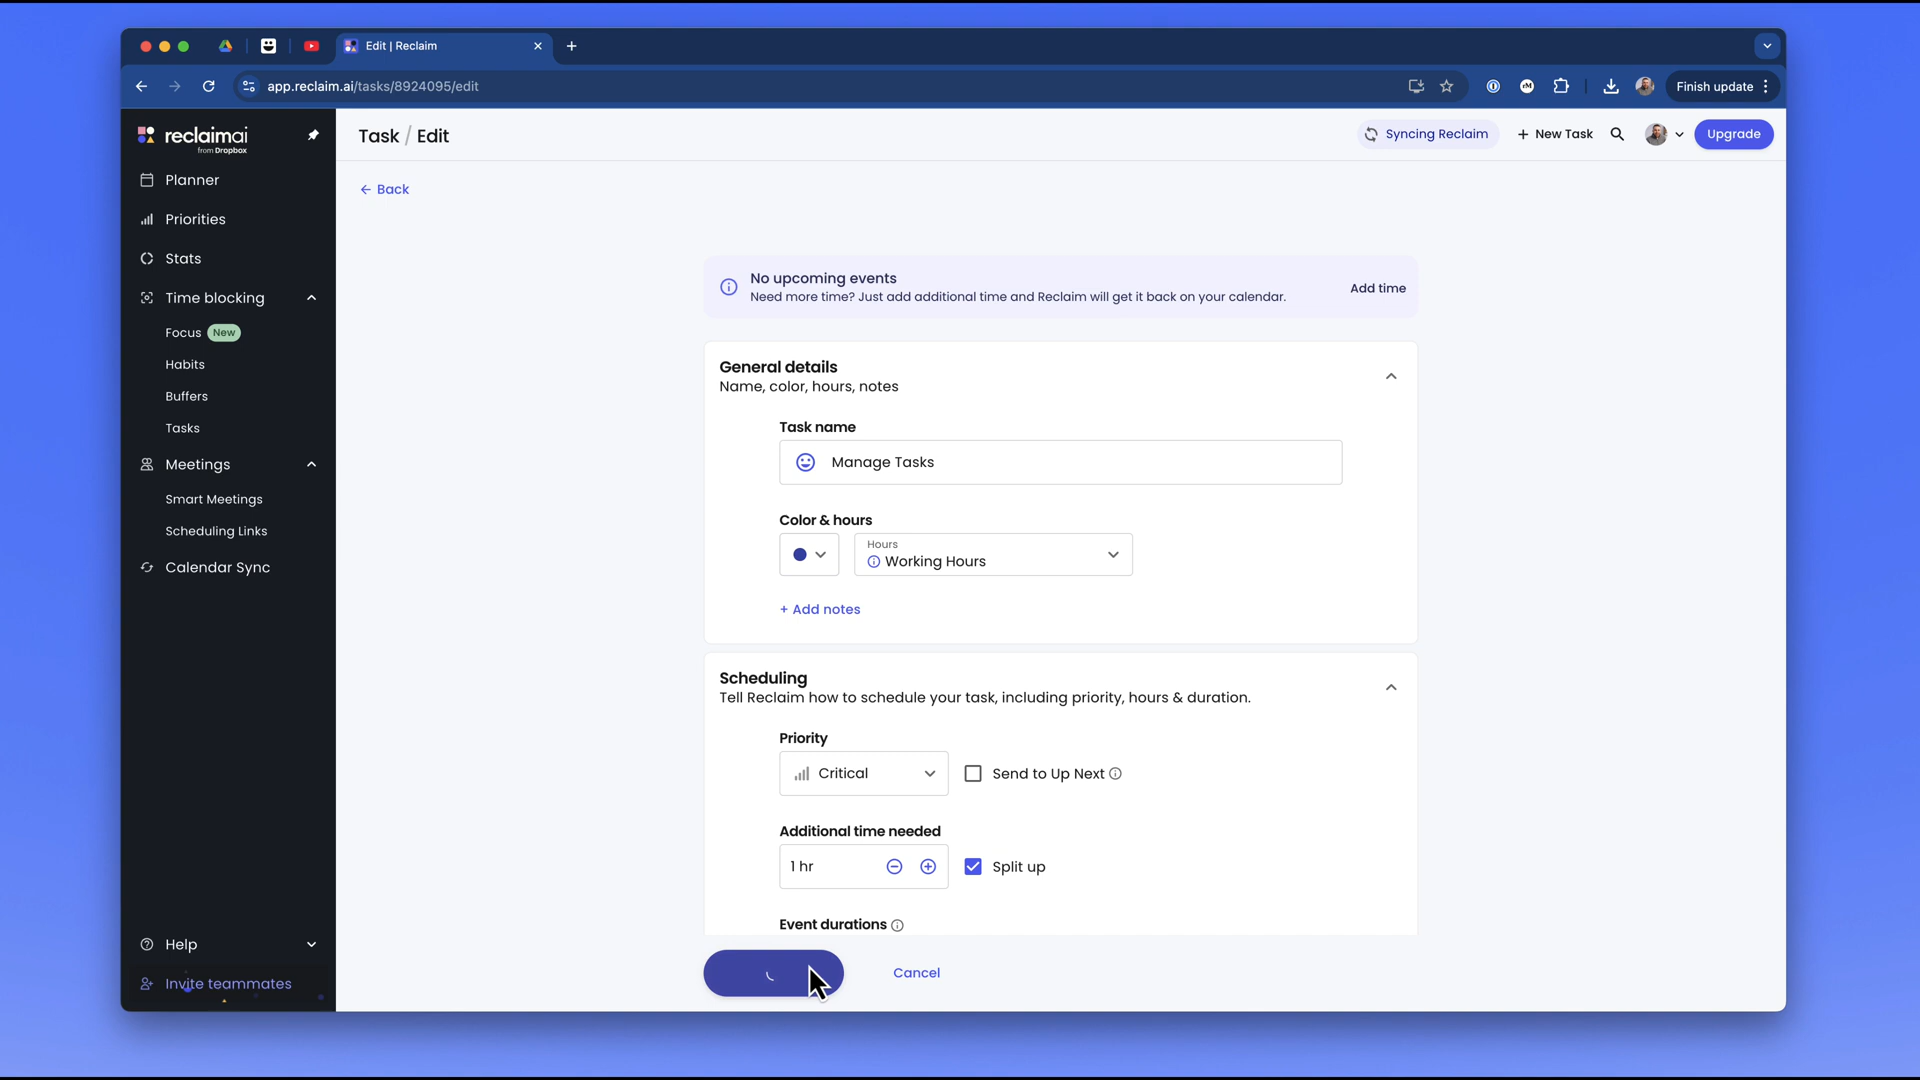 Edit | Reclaim
app.reclaim.ai/tasks/8924095/edit
Finish update
reclaimai
from Dropbox
Task / Edit
Syncing Reclaim
+ New Task
Upgrade
Planner
Priorities
Stats
Time blocking
Focus New
Habits
Buffers
Tasks
Meetings
Smart Meetings
Scheduling Links
Calendar Sync
Help
Invite teammates
← Back
No upcoming events
Need more time? Just add additional time and Reclaim will get it back on your calendar.
Add time
General details
Name, color, hours, notes
Task name
Manage Tasks
Color & hours
Hours
Working Hours
+ Add notes
Scheduling
Tell Reclaim how to schedule your task, including priority, hours & duration.
Priority
Critical
Send to Up Next
Additional time needed
1 hr
Split up
Event durations
Cancel